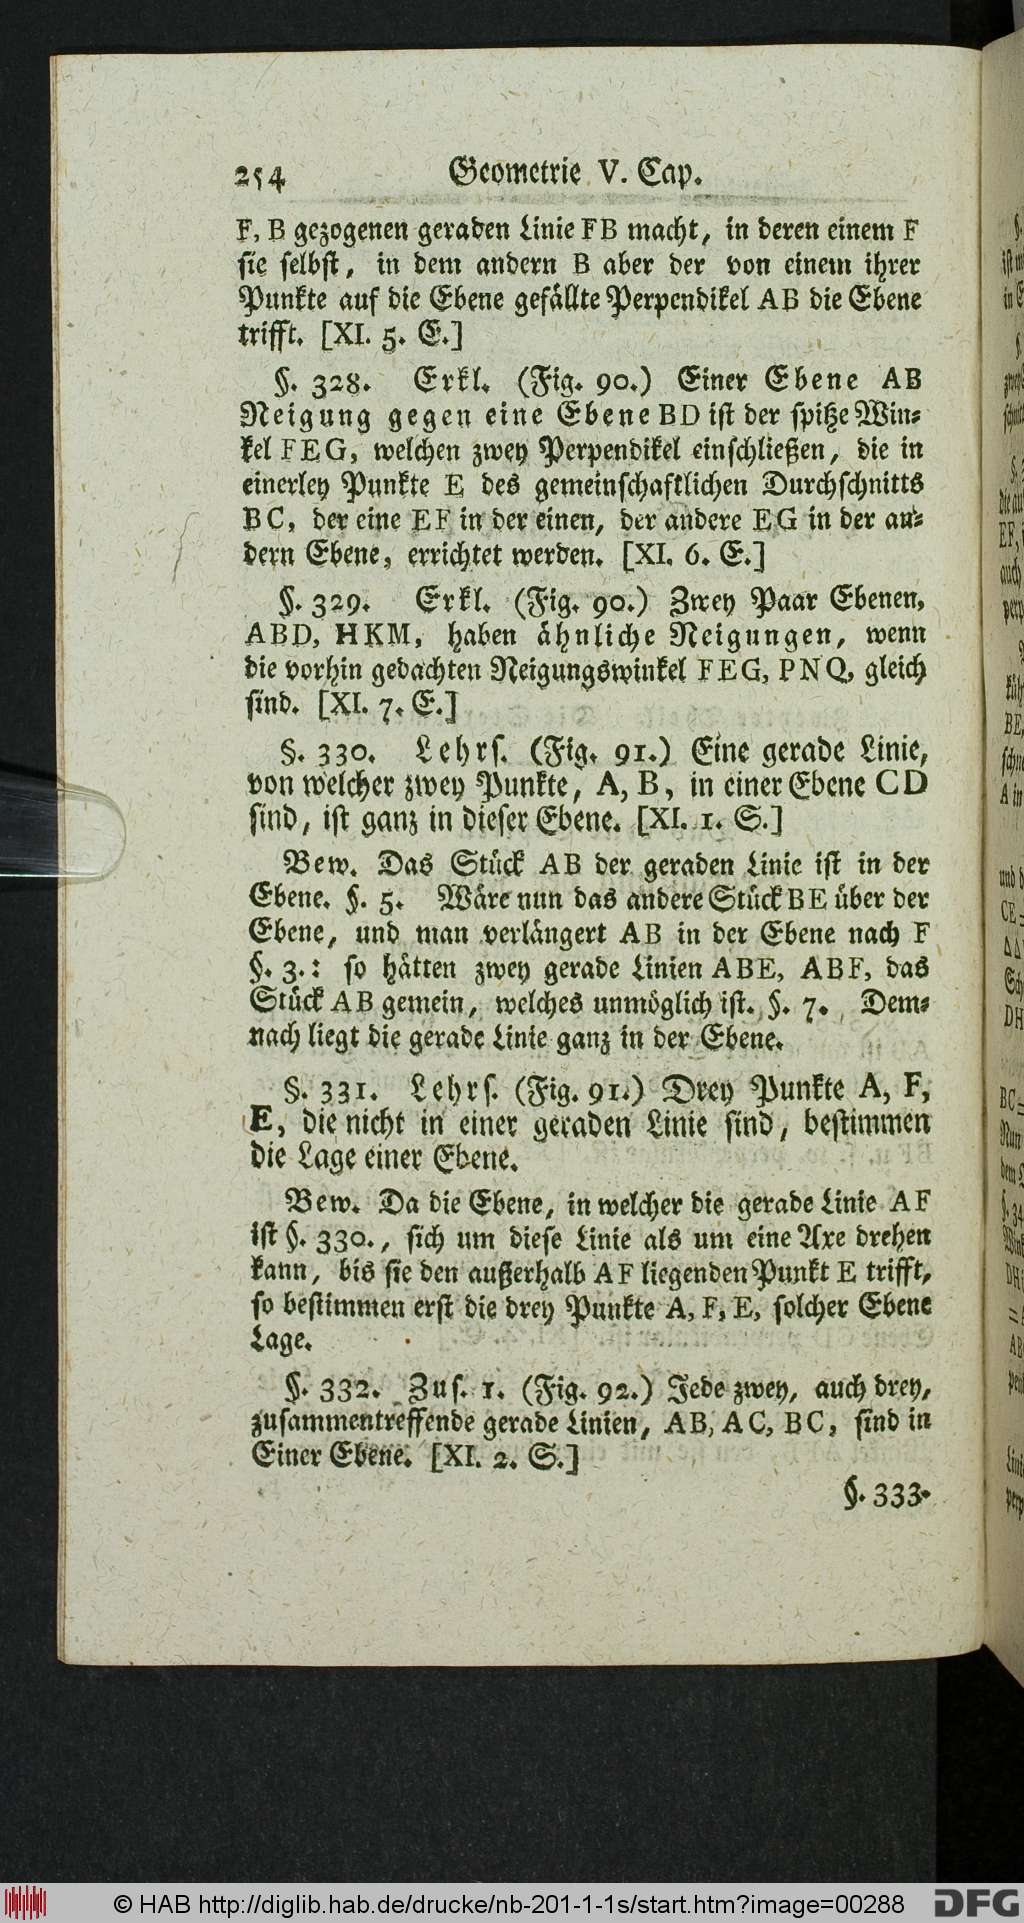 254 Geometrie V. Cap.
F, B gezogenen geraden Linie FB macht, in deren einem F
sie selbst, in dem andern B aber der von einem ihrer
Punkte auf die Ebene gefällte Perpendikel AB die Ebene
trifft. [XI. 5. E.]
§. 328. Erkl. (Fig. 90.) Einer Ebene AB
Neigung gegen eine Ebene BD ist der spitze Win⸗
kel FEG, welchen zwey Perpendikel einschließen, die in
einerley Punkte E des gemeinschaftlichen Durchschnitts
BC, der eine EF in der einen, der andere EG in der an⸗
dern Ebene, errichtet werden. [XI. 6. E.]
§. 329. Erkl. (Fig. 90.) Zwey Paar Ebenen,
ABD, HKM, haben ähnliche Neigungen, wenn
die vorhin gedachten Neigungswinkel FEG, PNQ, gleich
sind. [XI. 7. E.]
§. 330. Lehrs. (Fig. 91.) Eine gerade Linie,
von welcher zwey Punkte, A, B, in einer Ebene CD
sind, ist ganz in dieser Ebene. [XI. 1. S.]
Bew. Das Stück AB der geraden Linie ist in der
Ebene. §. 5. Wäre nun das andere Stück BE über der
Ebene, und man verlängert AB in der Ebene nach F
§. 3.: so hätten zwey gerade Linien ABE, ABF, das
Stück AB gemein, welches unmöglich ist. §. 7. Dem⸗
nach liegt die gerade Linie ganz in der Ebene.
§. 331. Lehrs. (Fig. 91.) Drey Punkte A, F,
E, die nicht in einer geraden Linie sind, bestimmen
die Lage einer Ebene.
Bew. Da die Ebene, in welcher die gerade Linie AF
ist §. 330., sich um diese Linie als um eine Axe drehen
kann, bis sie den außerhalb AF liegenden Punkt E trifft,
so bestimmen erst die drey Punkte A, F, E, solcher Ebene
Lage.
§. 332. Zus. 1. (Fig. 92.) Jede zwey, auch drey,
zusammentreffende gerade Linien, AB, AC, BC, sind in
Einer Ebene. [XI. 2. S.]
§. 333.
© HAB http://diglib.hab.de/drucke/nb-201-1-1s/start.htm?image=00288
DFG